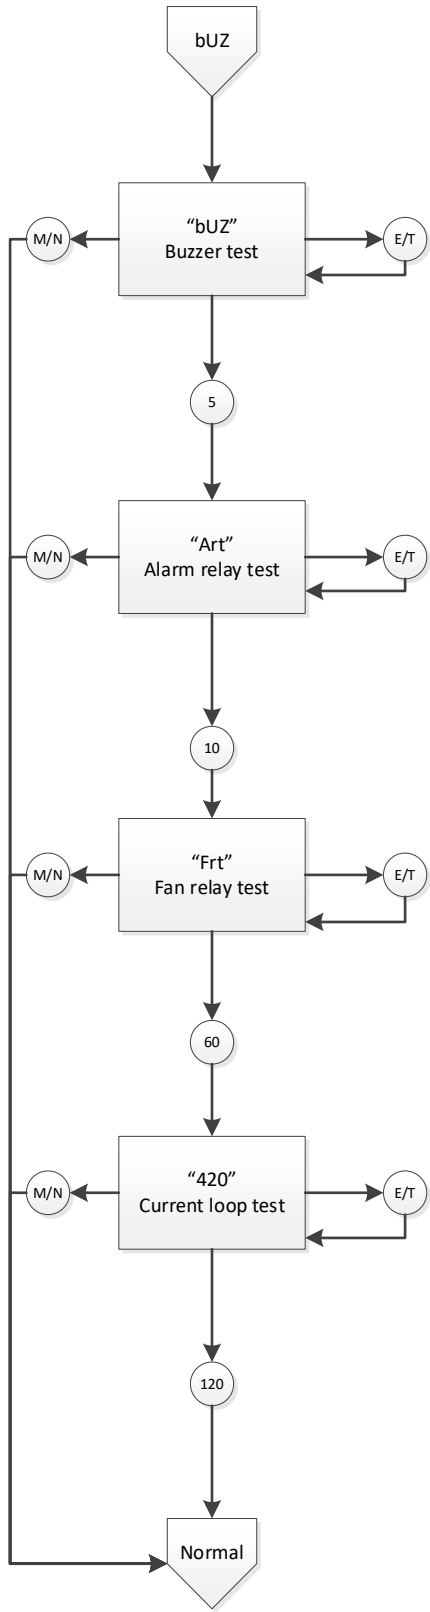 bUZ
“bUZ”
Buzzer test
M/N
E/T
5
“Art”
Alarm relay test
M/N
E/T
10
“Frt”
Fan relay test
M/N
E/T
60
“420”
Current loop test
M/N
E/T
120
Normal